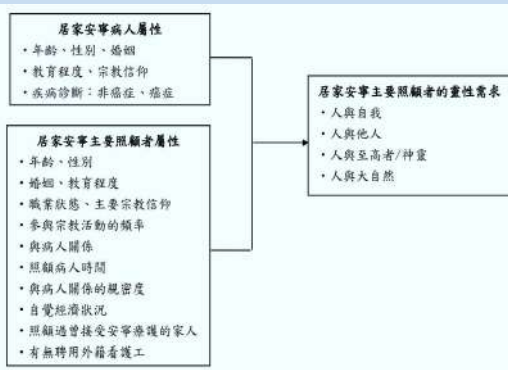 居家安寧病人屬性
・年齡、性別、婚姻
・教育程度、宗教信仰
・疾病診斷：非癌症、癌症
居家安寧主要照顧者屬性
・年齡、性別
・婚姻、教育程度
・職業狀態、主要宗教信仰
・參與宗教活動的頻率
・與病人關係
・照顧病人時間
・與病人關係的親密度
・自覺經濟狀況
・照顧過曾接受安寧療護的家人
・有無聘用外籍看護工
居家安寧主要照顧者的靈性需求
・人與自我
・人與他人
・人與至高者/神靈
・人與大自然